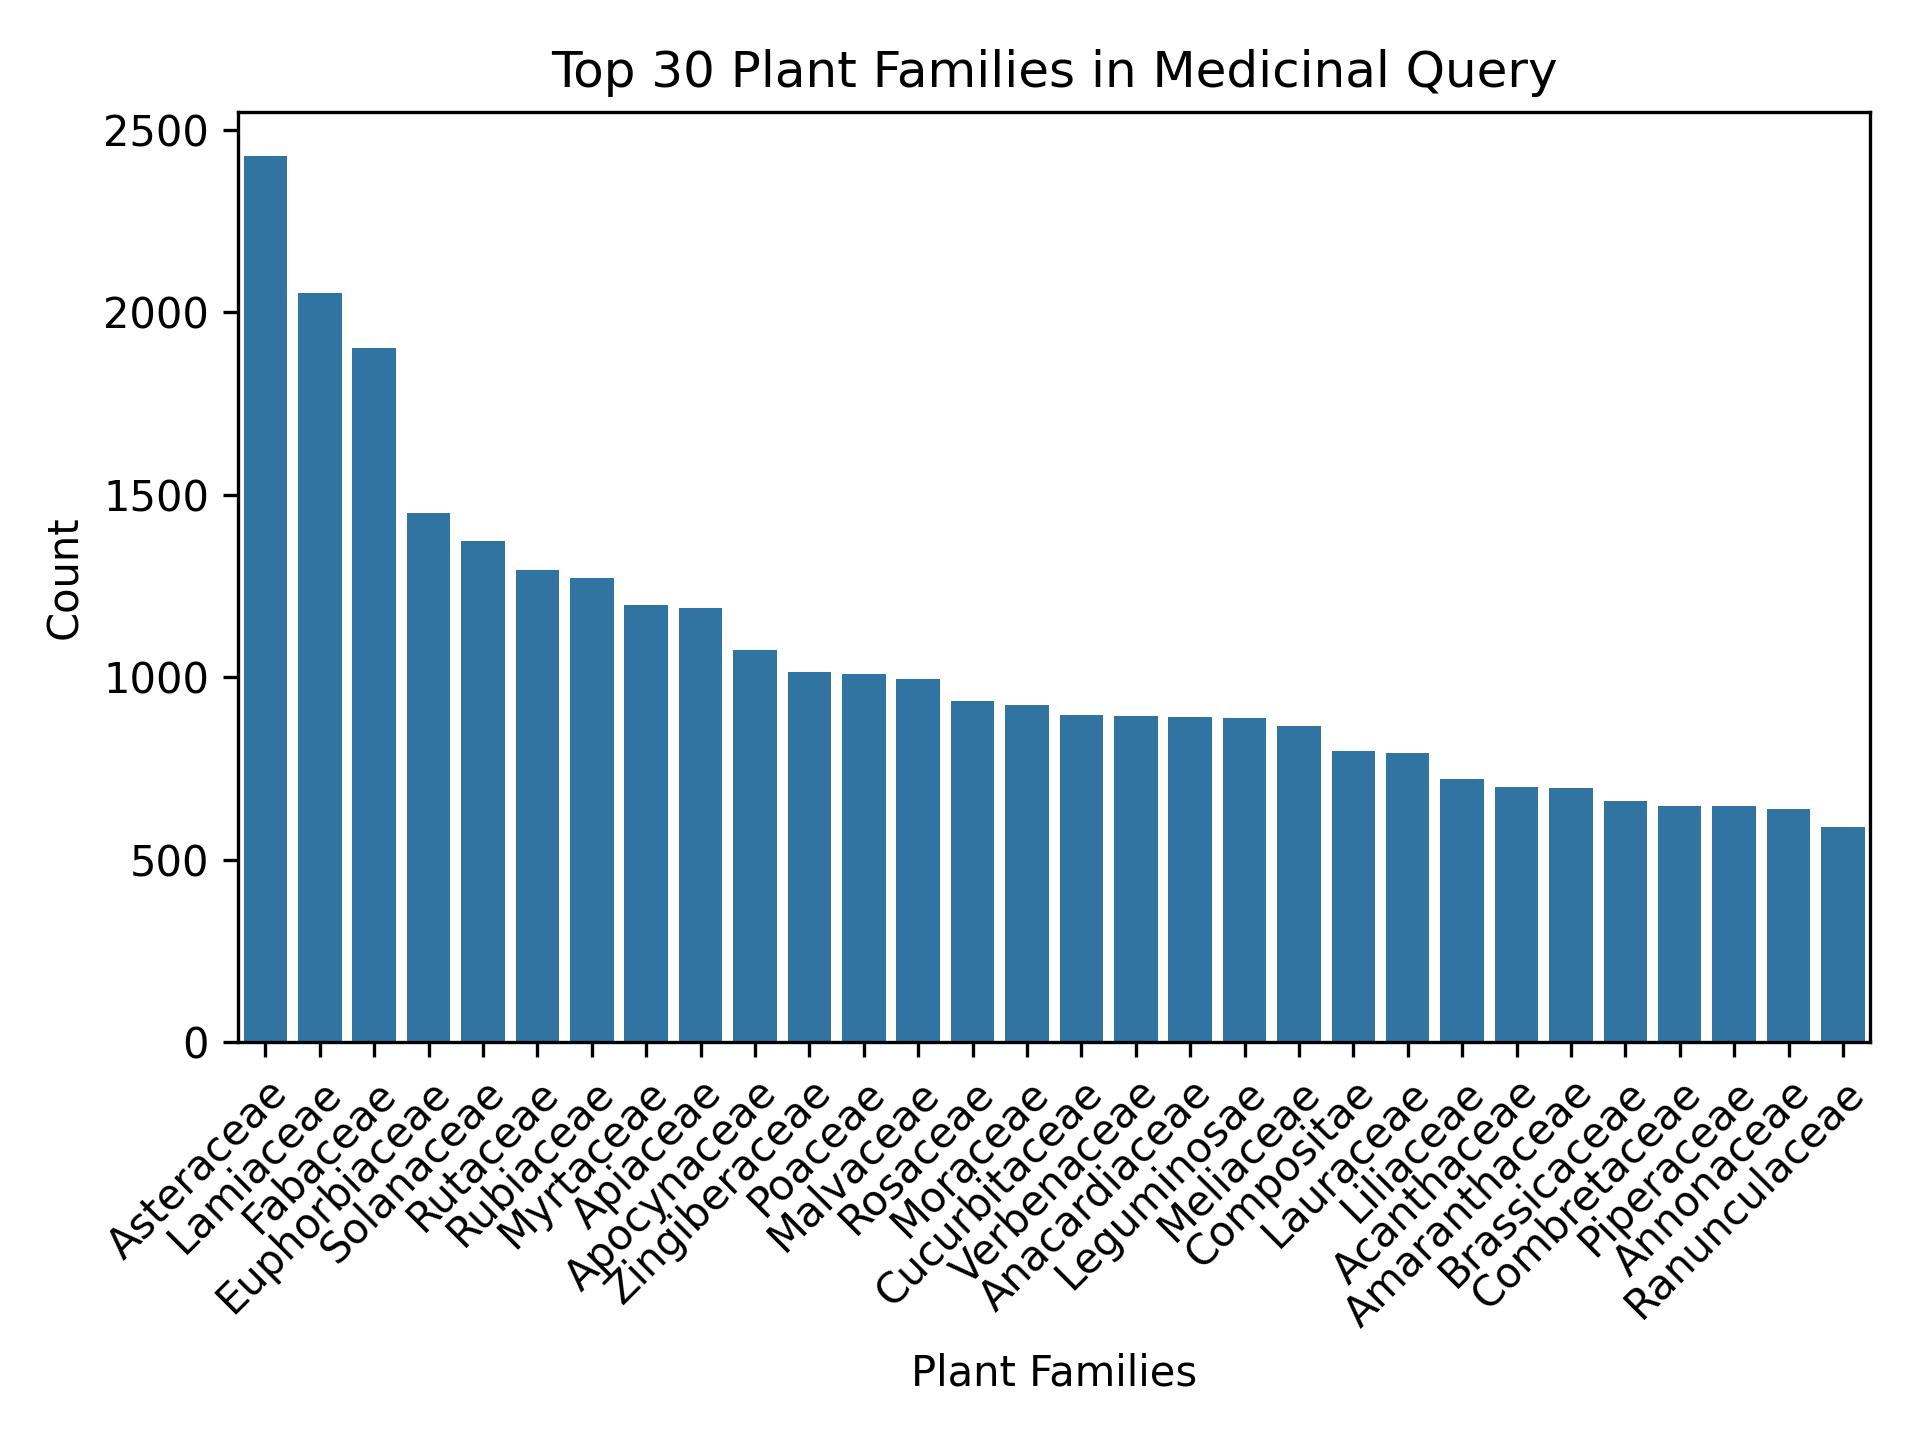 Top 30 Plant Families in Medicinal Query
2500
2000
1500
1000
500
0
Count
Asteraceae
Lamiaceae
Fabaceae
Euphorbiaceae
Solanaceae
Rutaceae
Rubiaceae
Myrtaceae
Apiaceae
Apocynaceae
Zingiberaceae
Poaceae
Malvaceae
Rosaceae
Moraceae
Cucurbitaceae
Verbenaceae
Anacardiaceae
Leguminosae
Meliaceae
Compositae
Lauraceae
Liliaceae
Acanthaceae
Amaranthaceae
Brassicaceae
Combretaceae
Piperaceae
Annonaceae
Ranunculaceae
Plant Families